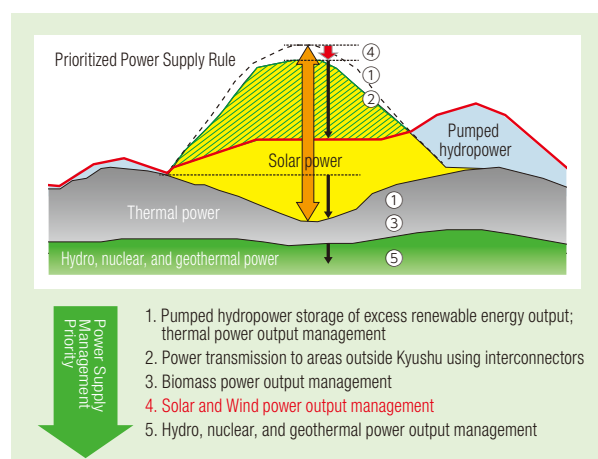 Prioritized Power Supply Rule
④
①
②
Pumped
hydropower
Solar power
Thermal power
①
③
Hydro, nuclear, and geothermal power
⑤
Power Supply
Management
Priority
1. Pumped hydropower storage of excess renewable energy output;
thermal power output management
2. Power transmission to areas outside Kyushu using interconnectors
3. Biomass power output management
4. Solar and Wind power output management
5. Hydro, nuclear, and geothermal power output management